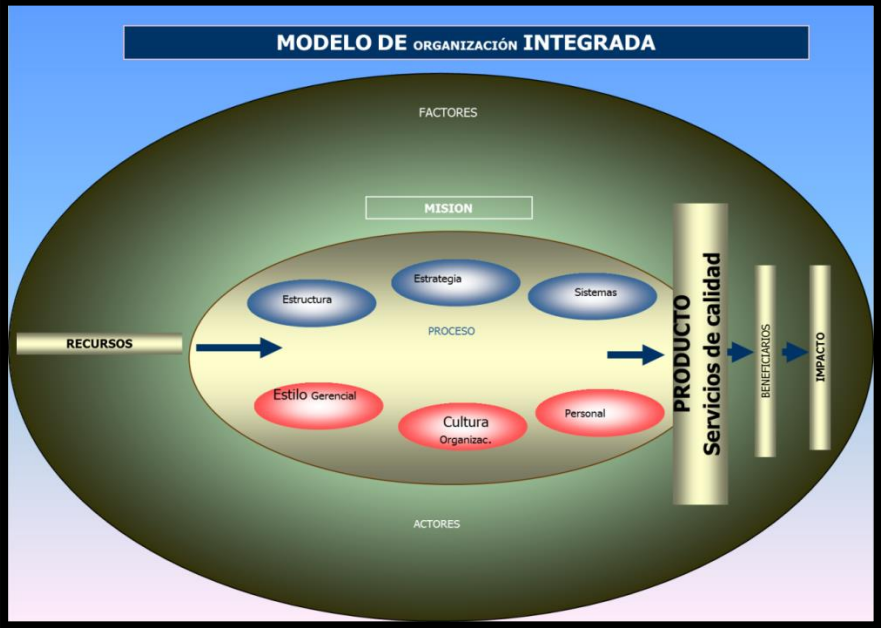 MODELO DE ORGANIZACIÓN INTEGRADA
FACTORES
MISION
Estructura
Estrategia
Sistemas
PROCESO
RECURSOS
Estilo Gerencial
Cultura
Organizac.
Personal
PRODUCTO
Servicios de calidad
BENEFICIARIOS
IMPACTO
ACTORES